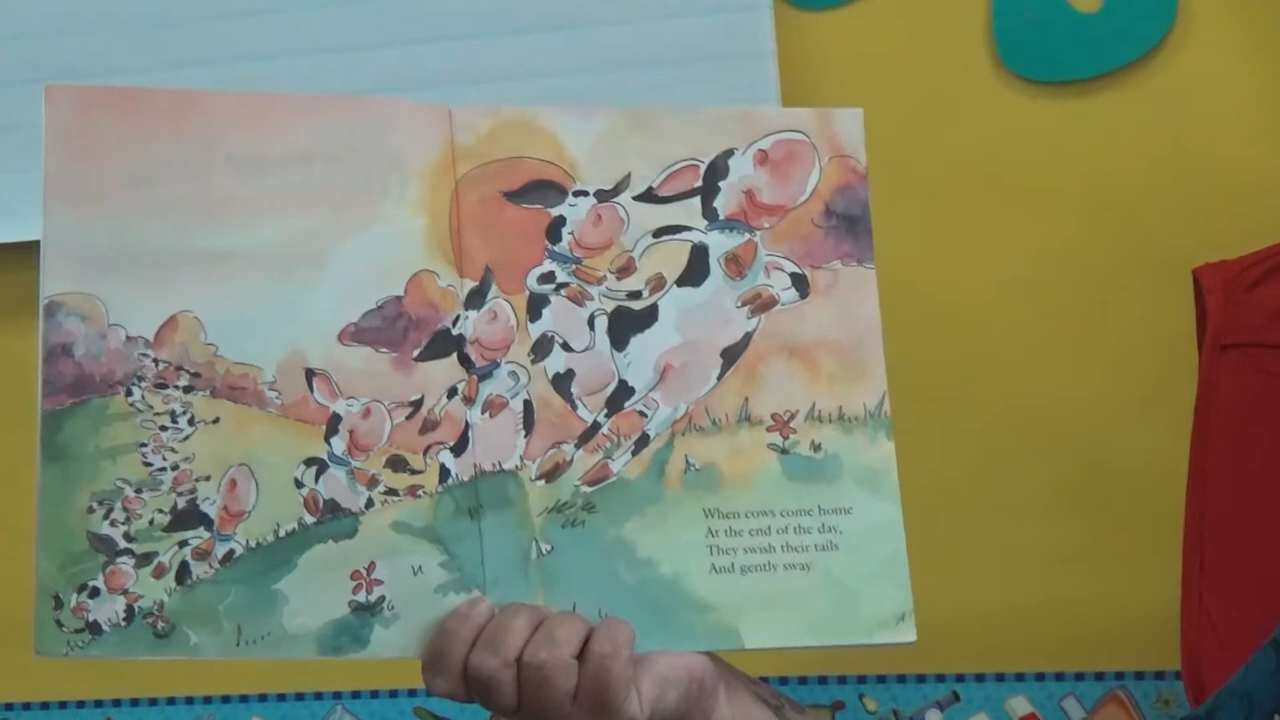 When cows come home
At the end of the day,
They swish their tails
And gently sway